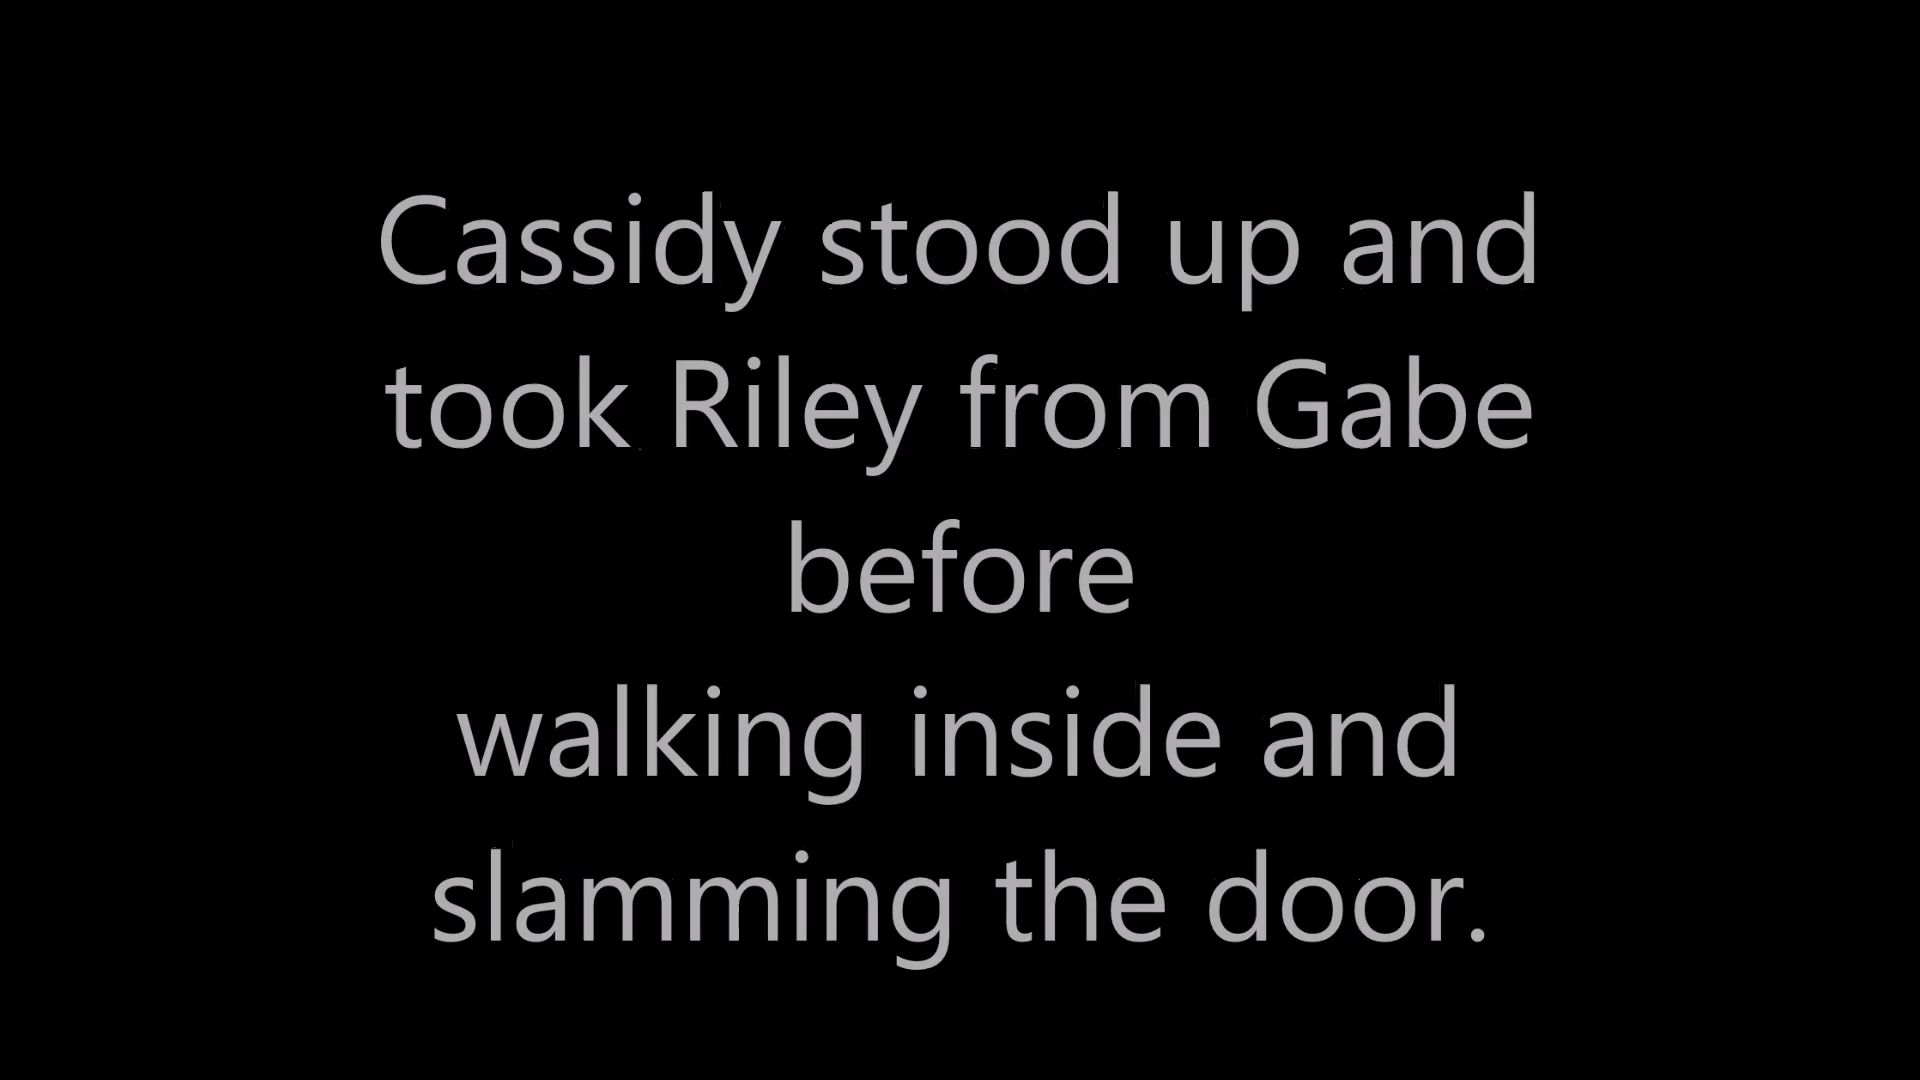 Cassidy stood up and
took Riley from Gabe
before
walking inside and
slamming the door.